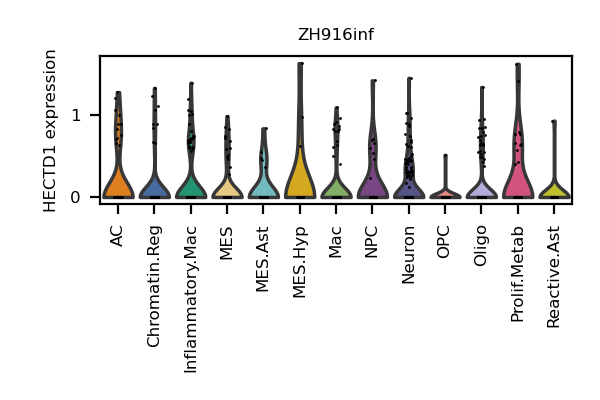 ZH916inf
HECTD1 expression
1
0
AC
Chromatin.Reg
Inflammatory.Mac
MES
MES.Ast
MES.Hyp
Mac
NPC
Neuron
OPC
Oligo
Prolif.Metab
Reactive.Ast